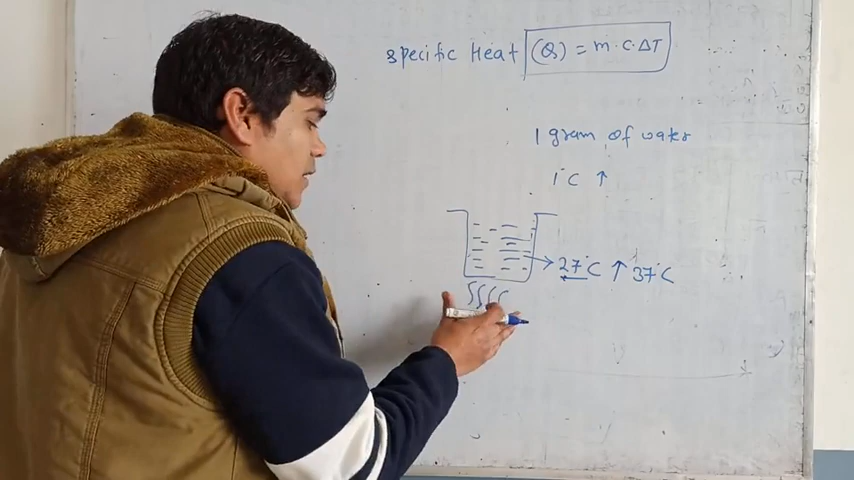 specific Heat (Q) = m·c·ΔT
1 gram of water
1°C ↑
27°C ↑ 37°C